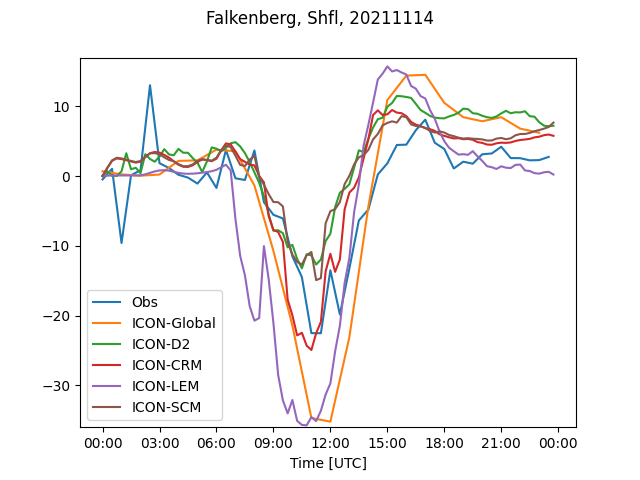 Falkenberg, Shfl, 20211114
10
0
−10
−20
−30
Obs
ICON-Global
ICON-D2
ICON-CRM
ICON-LEM
ICON-SCM
00:00 03:00 06:00 09:00 12:00 15:00 18:00 21:00 00:00
Time [UTC]